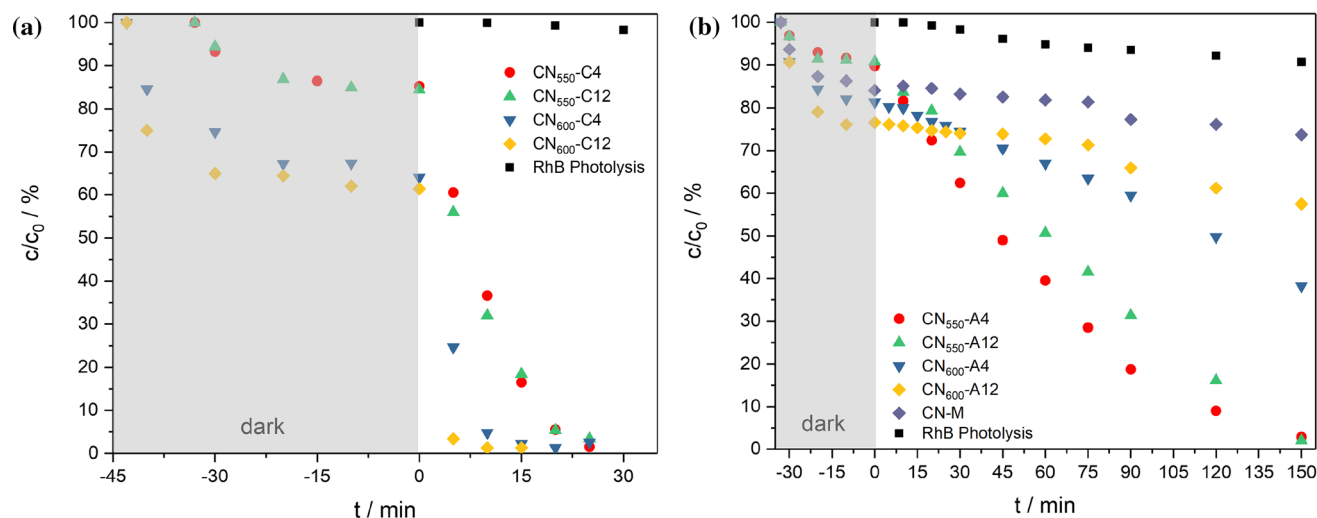 (a)
100
90
80
70
60
50
40
30
20
10
0
c/c₀ / %
CN₅₅₀-C4
CN₅₅₀-C12
CN₆₀₀-C4
CN₆₀₀-C12
RhB Photolysis
dark
-45 -30 -15 0 15 30
t / min
(b)
100
90
80
70
60
50
40
30
20
10
0
c/c₀ / %
CN₅₅₀-A4
CN₅₅₀-A12
CN₆₀₀-A4
CN₆₀₀-A12
CN-M
RhB Photolysis
dark
-30 -15 0 15 30 45 60 75 90 105 120 135 150
t / min